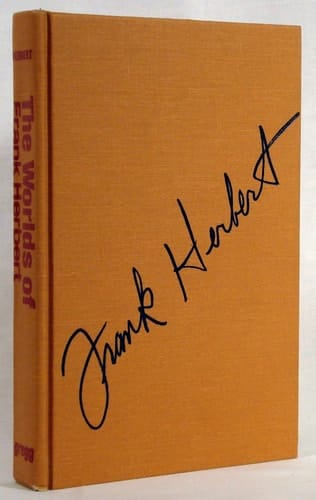 HERBERT
The Worlds of
Frank Herbert
Gregg
Frank Herbert